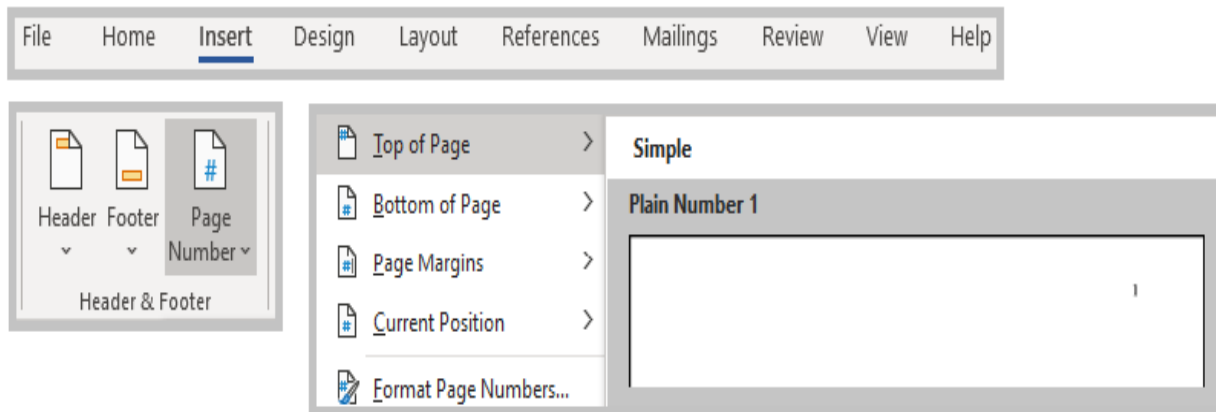 File Home Insert Design Layout References Mailings Review View Help
Header Footer Page Number
Header & Footer
Top of Page
Bottom of Page
Page Margins
Current Position
Format Page Numbers...
Simple
Plain Number 1
1